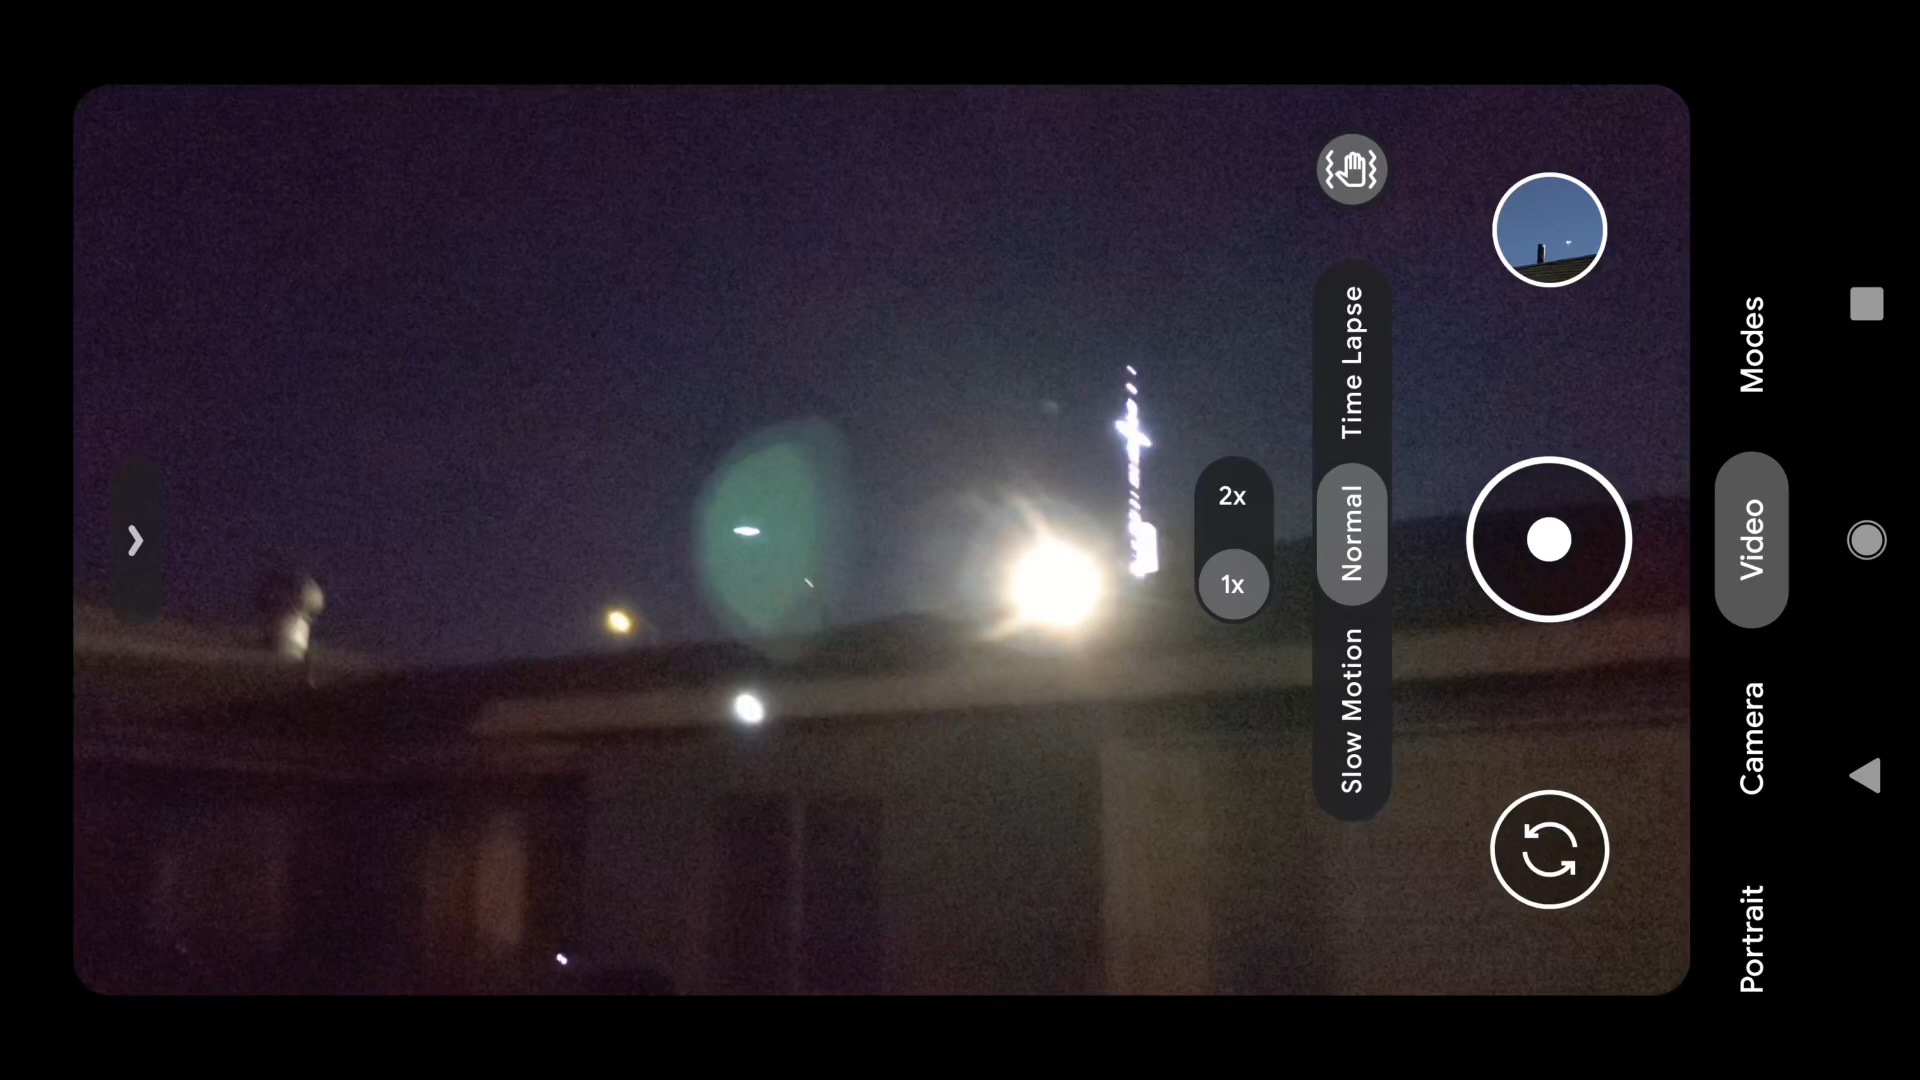 2x
1x
Time Lapse
Normal
Slow Motion
Modes
Video
Camera
Portrait